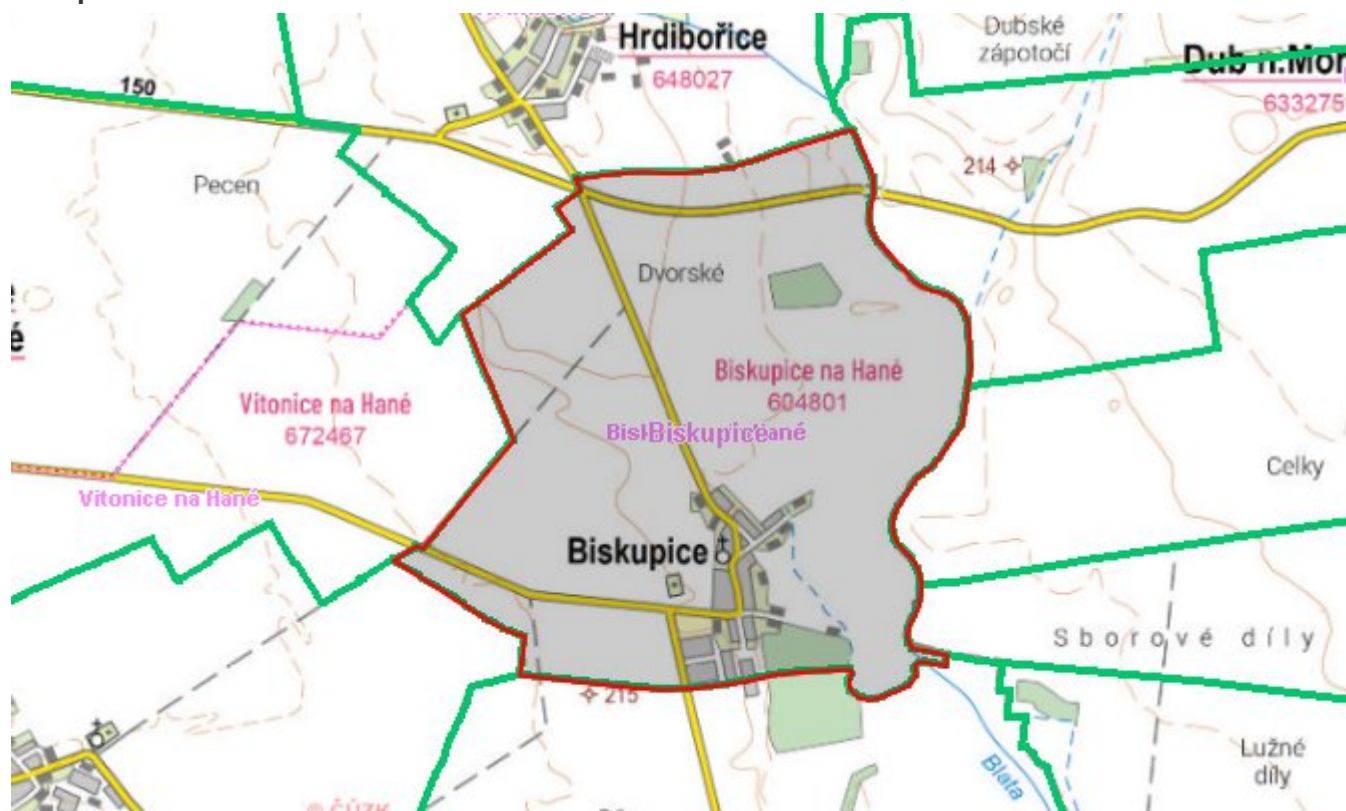 Hrdibořice
648027
Dubské
zápotočí
Dub n.Mor
633275
150
214
Pecen
Dvorské
é
Vitonice na Hané
672467
Biskupice na Hané
604801
Biskupice
Vitonice na Hané
Celky
Biskupice
Sborové díly
215
Blata
Lužné
díly
© ČÚZK